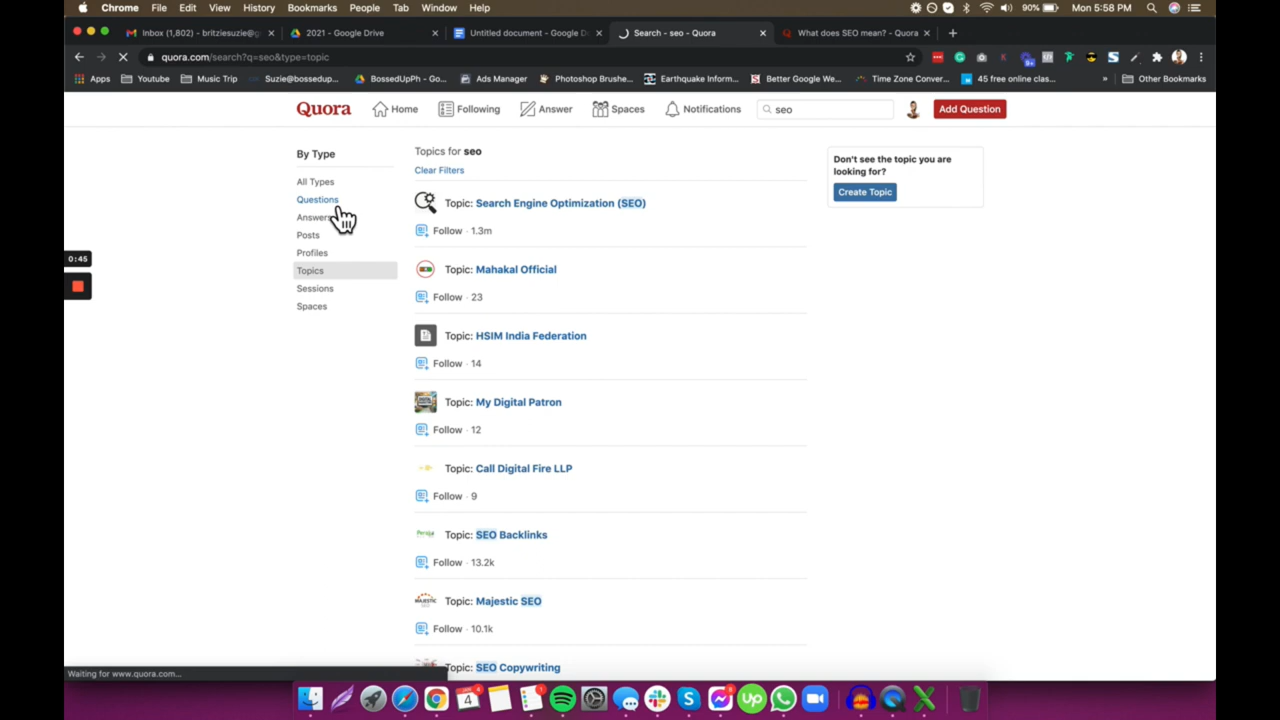 Chrome File Edit View History Bookmarks People Tab Window Help 90% Mon 5:58 PM
Inbox (1,802) - britziesuzie@g 2021 - Google Drive Untitled document - Google D Search - seo - Quora What does SEO mean? - Quora
quora.com/search?q=seo&type=topic
Apps Youtube Music Trip Suzie@bossedup... BossedUpPh - Go... Ads Manager Photoshop Brushe... Earthquake Inform... Better Google We... Time Zone Conver... 45 free online clas... » Other Bookmarks
Quora Home Following Answer Spaces Notifications seo Add Question
By Type
All Types
Questions
Answers
Posts
Profiles
Topics
Sessions
Spaces
Topics for seo
Clear Filters
Topic: Search Engine Optimization (SEO)
Follow · 1.3m
Topic: Mahakal Official
Follow · 23
Topic: HSIM India Federation
Follow · 14
Topic: My Digital Patron
Follow · 12
Topic: Call Digital Fire LLP
Follow · 9
Topic: SEO Backlinks
Follow · 13.2k
Topic: Majestic SEO
Follow · 10.1k
Topic: SEO Copywriting
Don't see the topic you are
looking for?
Create Topic
0:45
Waiting for www.quora.com...